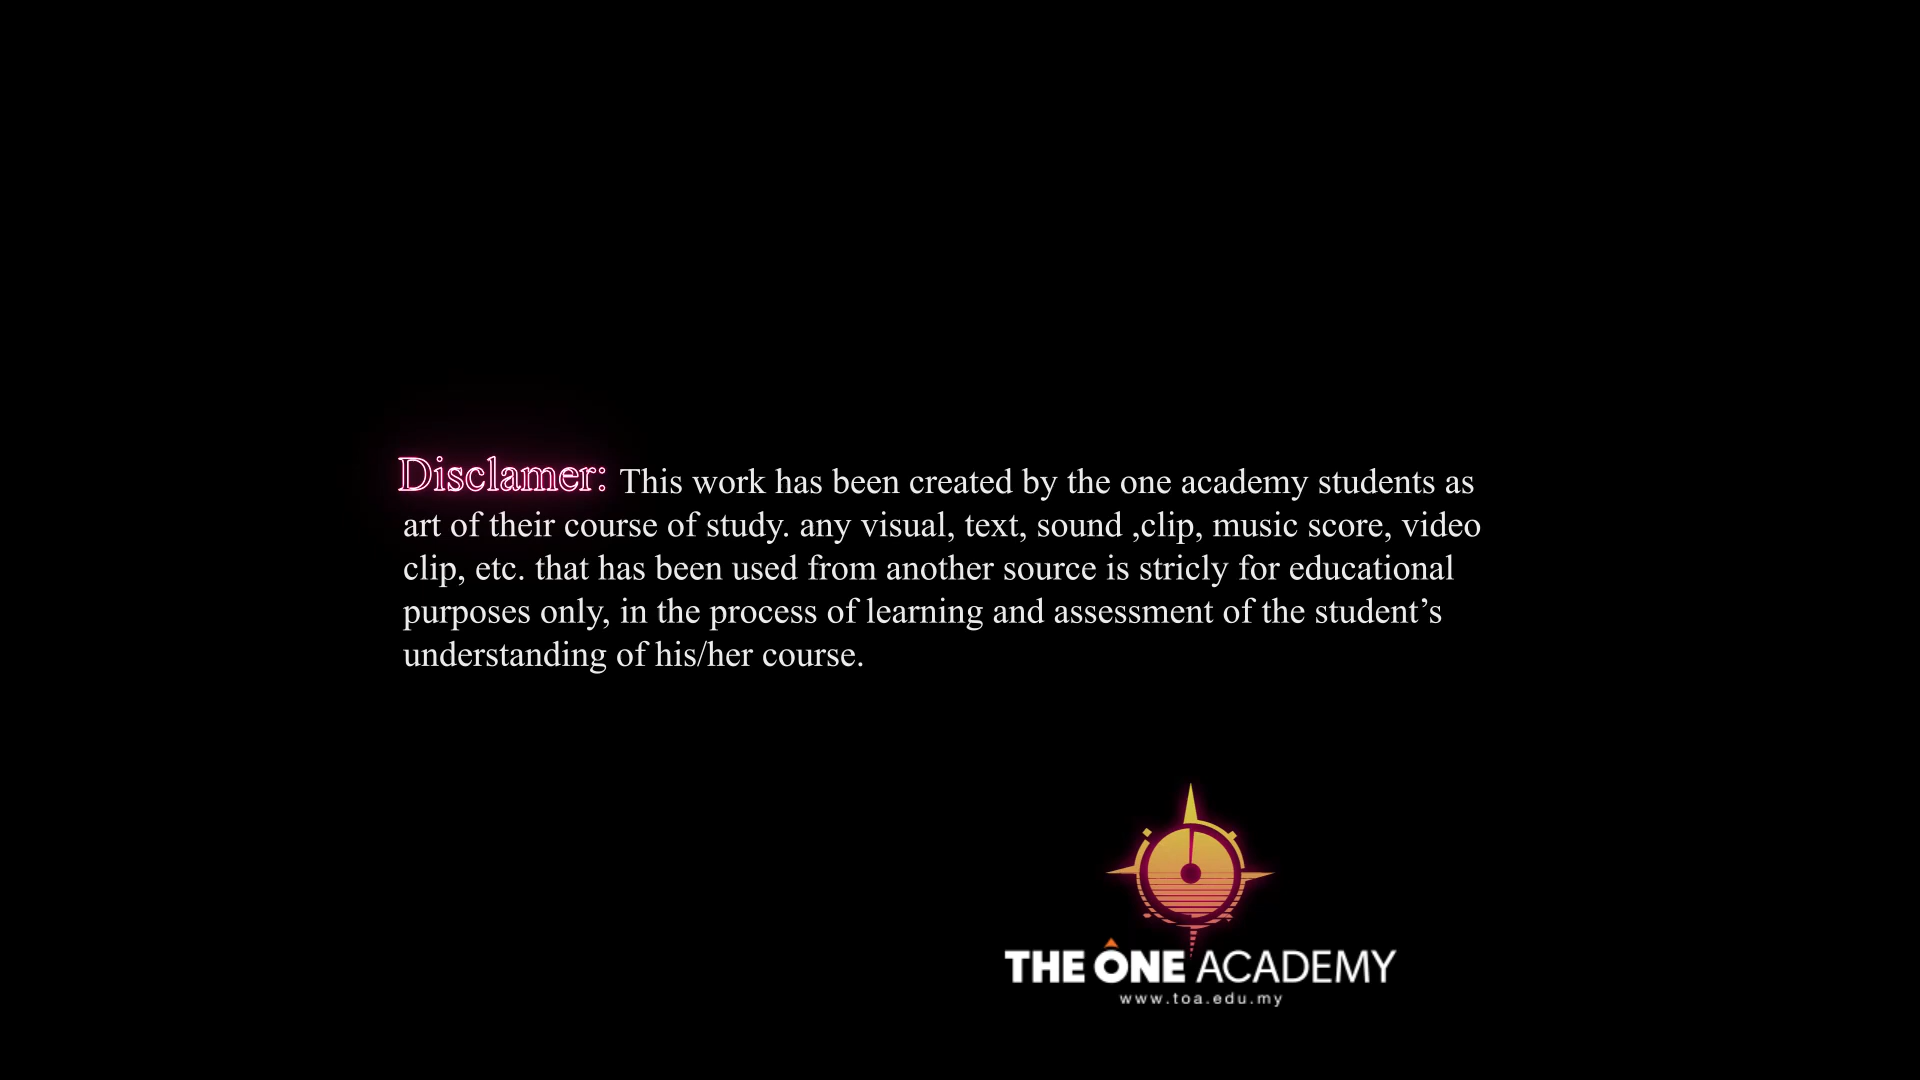 Disclamer: This work has been created by the one academy students as
art of their course of study. any visual, text, sound ,clip, music score, video
clip, etc. that has been used from another source is stricly for educational
purposes only, in the process of learning and assessment of the student’s
understanding of his/her course.
THE ONE ACADEMY
www.toa.edu.my